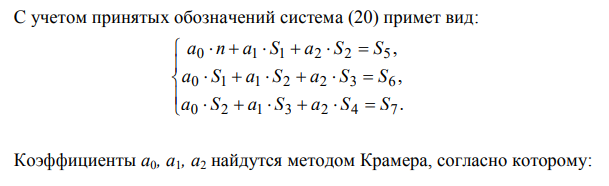 С учетом принятых обозначений система (20) примет вид:
a₀ · n + a₁ · S₁ + a₂ · S₂ = S₅,
a₀ · S₁ + a₁ · S₂ + a₂ · S₃ = S₆,
a₀ · S₂ + a₁ · S₃ + a₂ · S₄ = S₇.
Коэффициенты a₀, a₁, a₂ найдутся методом Крамера, согласно которому: